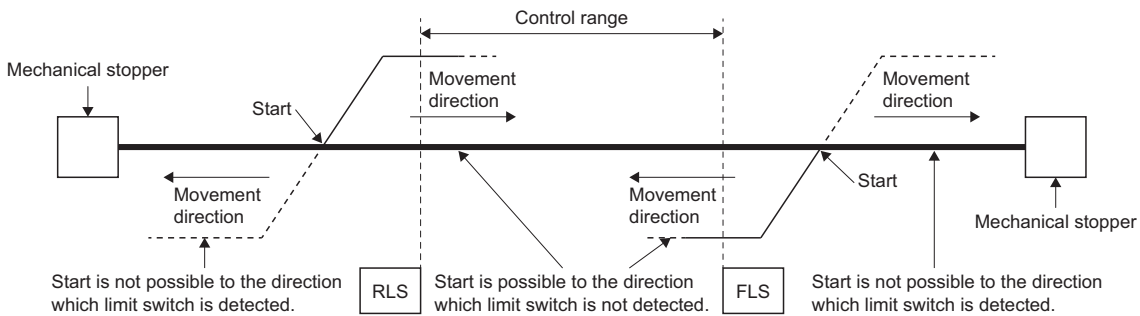 Control range
Mechanical stopper
Movement
direction
Movement
direction
Start
Start
Movement
direction
Movement
direction
Mechanical stopper
Start is not possible to the direction
which limit switch is detected.
RLS
Start is possible to the direction
which limit switch is not detected.
FLS
Start is not possible to the direction
which limit switch is detected.